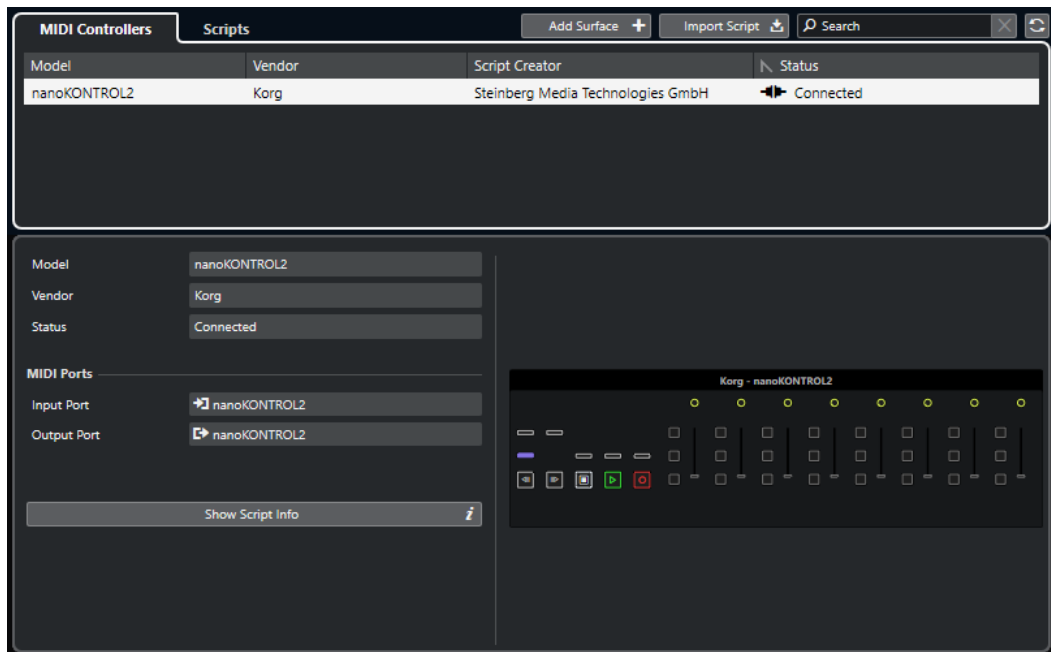 MIDI Controllers Scripts Add Surface Import Script Search
Model Vendor Script Creator Status
nanoKONTROL2 Korg Steinberg Media Technologies GmbH Connected
Model nanoKONTROL2
Vendor Korg
Status Connected
MIDI Ports
Input Port nanoKONTROL2
Output Port nanoKONTROL2
Show Script Info i
Korg - nanoKONTROL2